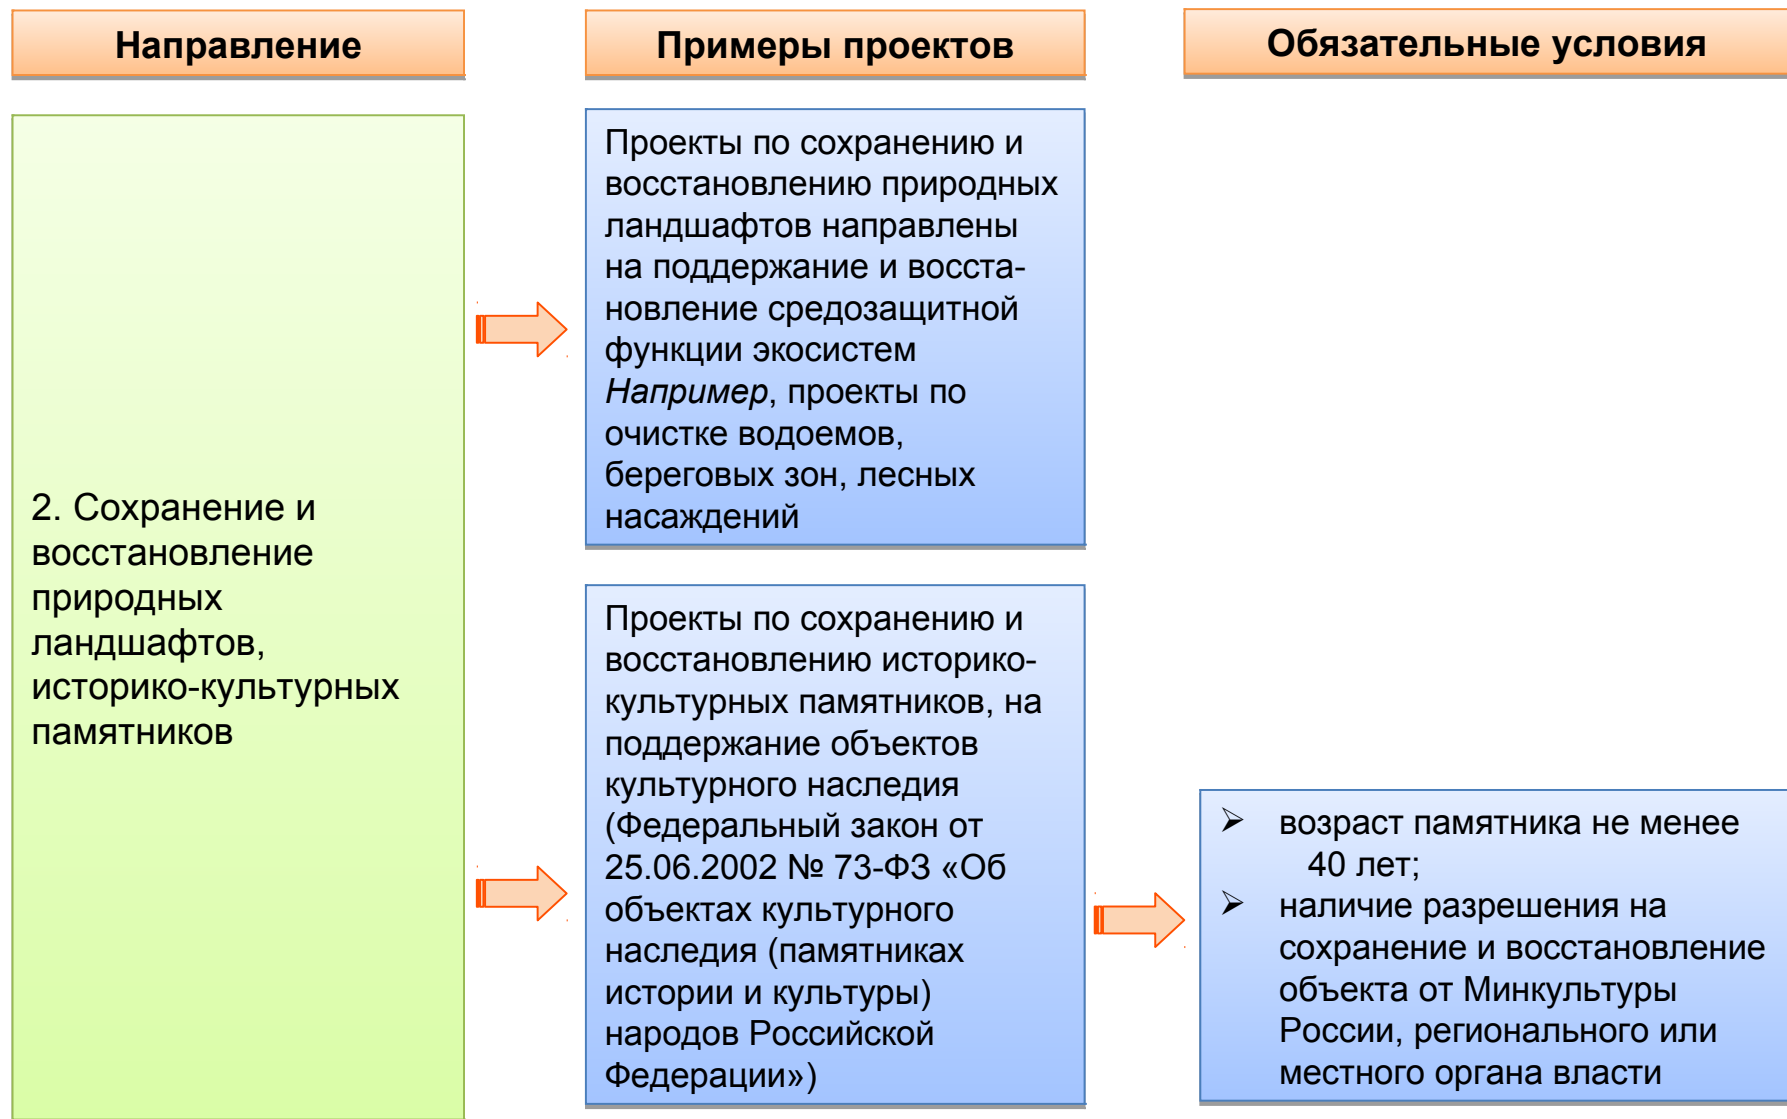 Направление
Примеры проектов
Обязательные условия
2. Сохранение и
восстановление
природных
ландшафтов,
историко-культурных
памятников
Проекты по сохранению и
восстановлению природных
ландшафтов направлены
на поддержание и восста-
новление средозащитной
функции экосистем
Например, проекты по
очистке водоемов,
береговых зон, лесных
насаждений
Проекты по сохранению и
восстановлению историко-
культурных памятников, на
поддержание объектов
культурного наследия
(Федеральный закон от
25.06.2002 № 73-ФЗ «Об
объектах культурного
наследия (памятниках
истории и культуры)
народов Российской
Федерации»)
➢ возраст памятника не менее
40 лет;
➢ наличие разрешения на
сохранение и восстановление
объекта от Минкультуры
России, регионального или
местного органа власти